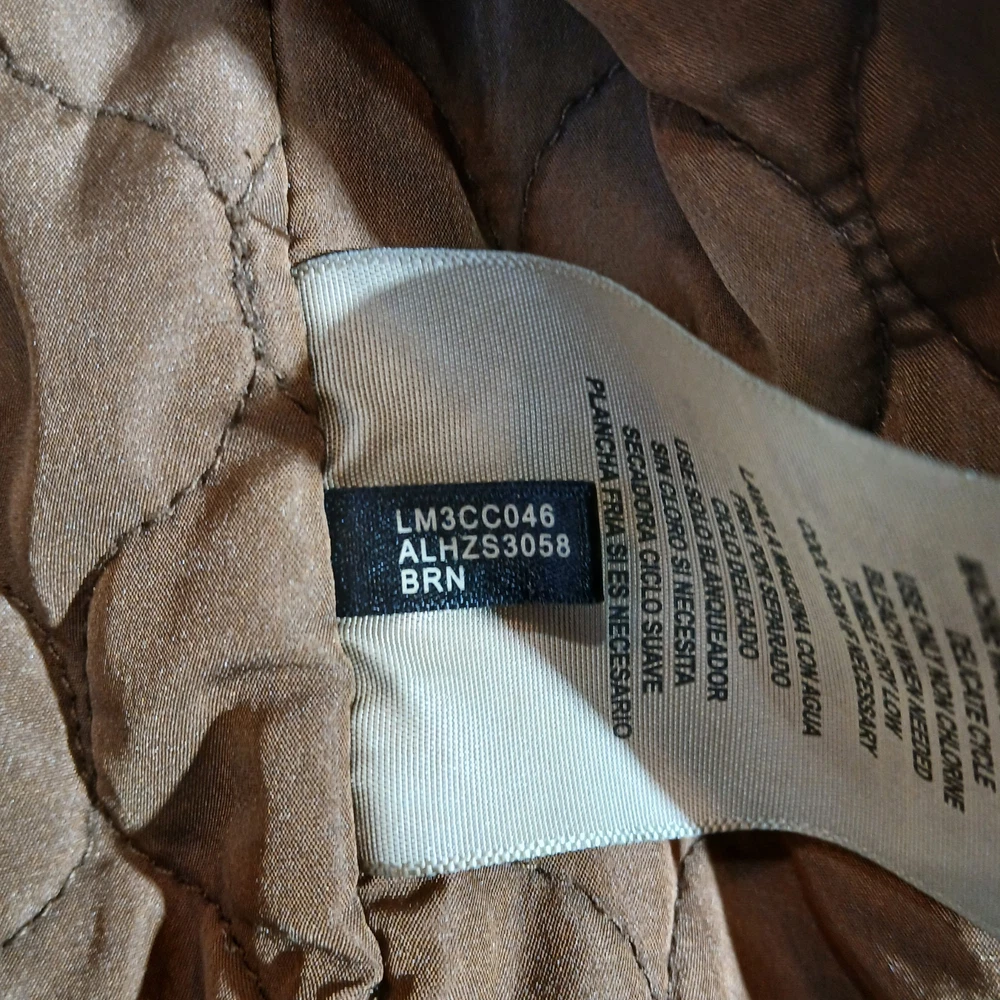 LM3CC046
ALHZS3058
BRN
DELICATE CYCLE
USE ONLY NON CHLORINE
BLEACH WHEN NEEDED
TUMBLE DRY LOW
COOL IRON IF NECESSARY
LAVAR A MAQUINA CON AGUA
FRIA POR SEPARADO
CICLO DELICADO
USE SOLO BLANQUEADOR
SIN CLORO SI NECESITA
SECADORA CICLO SUAVE
PLANCHA FRIA SI ES NECESARIO